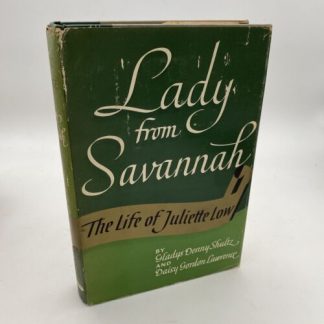 Lady
from
Savannah
The Life of Juliette Low
BY
Gladys Denny Shultz
AND
Daisy Gordon Lawrence